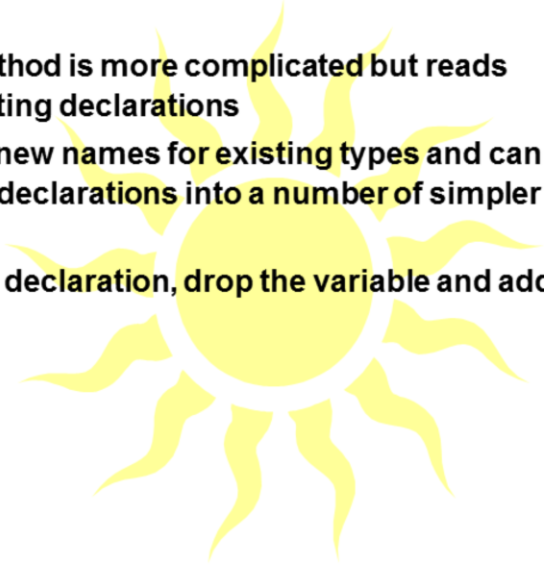 thod is more complicated but reads
ting declarations
new names for existing types and can
declarations into a number of simpler
declaration, drop the variable and add